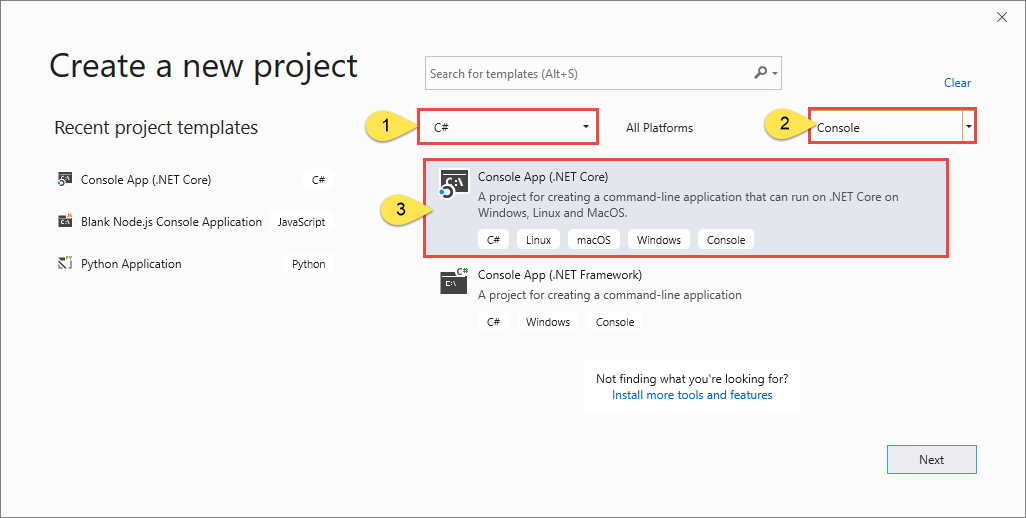 Create a new project
Search for templates (Alt+S)
Clear
Recent project templates
1
C#
All Platforms
2
Console
Console App (.NET Core)
C#
Blank Node.js Console Application
JavaScript
Python Application
Python
3
C:\
Console App (.NET Core)
A project for creating a command-line application that can run on .NET Core on
Windows, Linux and MacOS.
C#
Linux
macOS
Windows
Console
C#
C:\
Console App (.NET Framework)
A project for creating a command-line application
C#
Windows
Console
Not finding what you're looking for?
Install more tools and features
Next